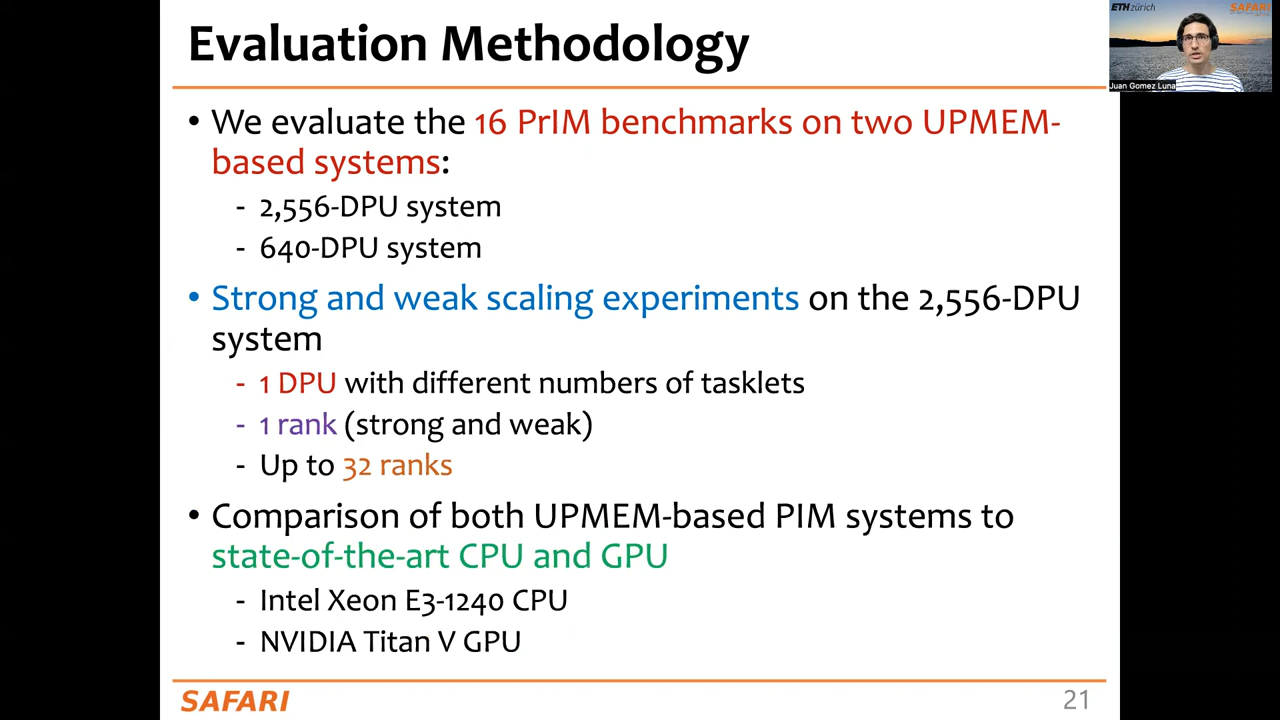 Evaluation Methodology
ETH zürich
SAFARI
Juan Gomez Luna
• We evaluate the 16 PrIM benchmarks on two UPMEM-
based systems:
- 2,556-DPU system
- 640-DPU system
• Strong and weak scaling experiments on the 2,556-DPU
system
- 1 DPU with different numbers of tasklets
- 1 rank (strong and weak)
- Up to 32 ranks
• Comparison of both UPMEM-based PIM systems to
state-of-the-art CPU and GPU
- Intel Xeon E3-1240 CPU
- NVIDIA Titan V GPU
SAFARI
21